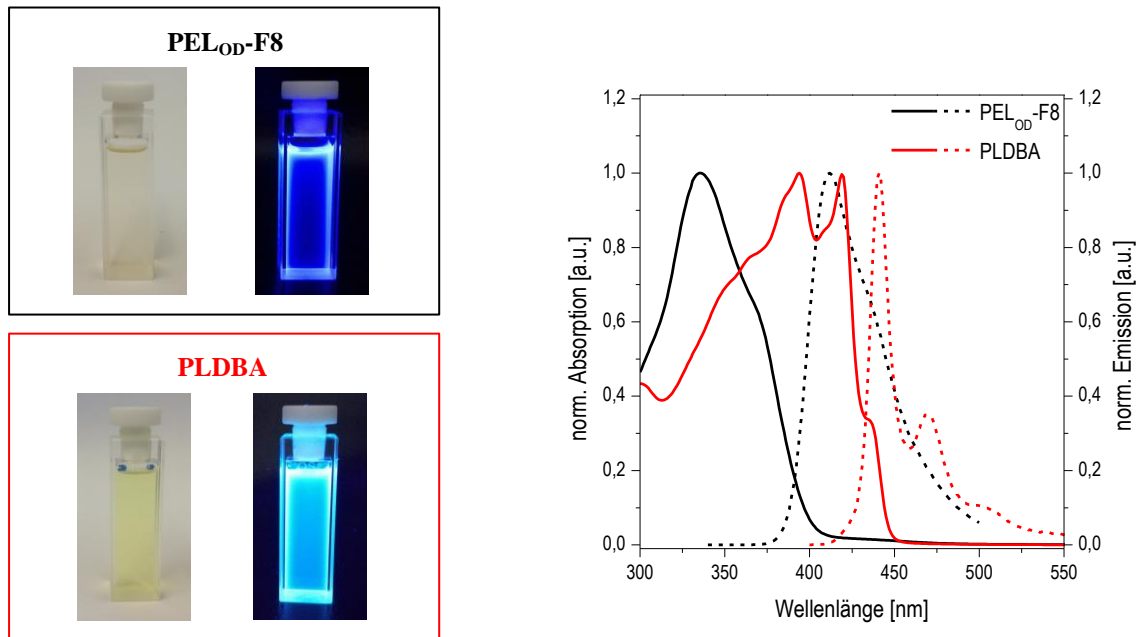 PEL_OD-F8
PLDBA
norm. Absorption [a.u.]
1,2
1,0
0,8
0,6
0,4
0,2
0,0
PEL_OD-F8
PLDBA
1,2
1,0
0,8
0,6
0,4
0,2
0,0
norm. Emission [a.u.]
300 350 400 450 500 550
Wellenlänge [nm]